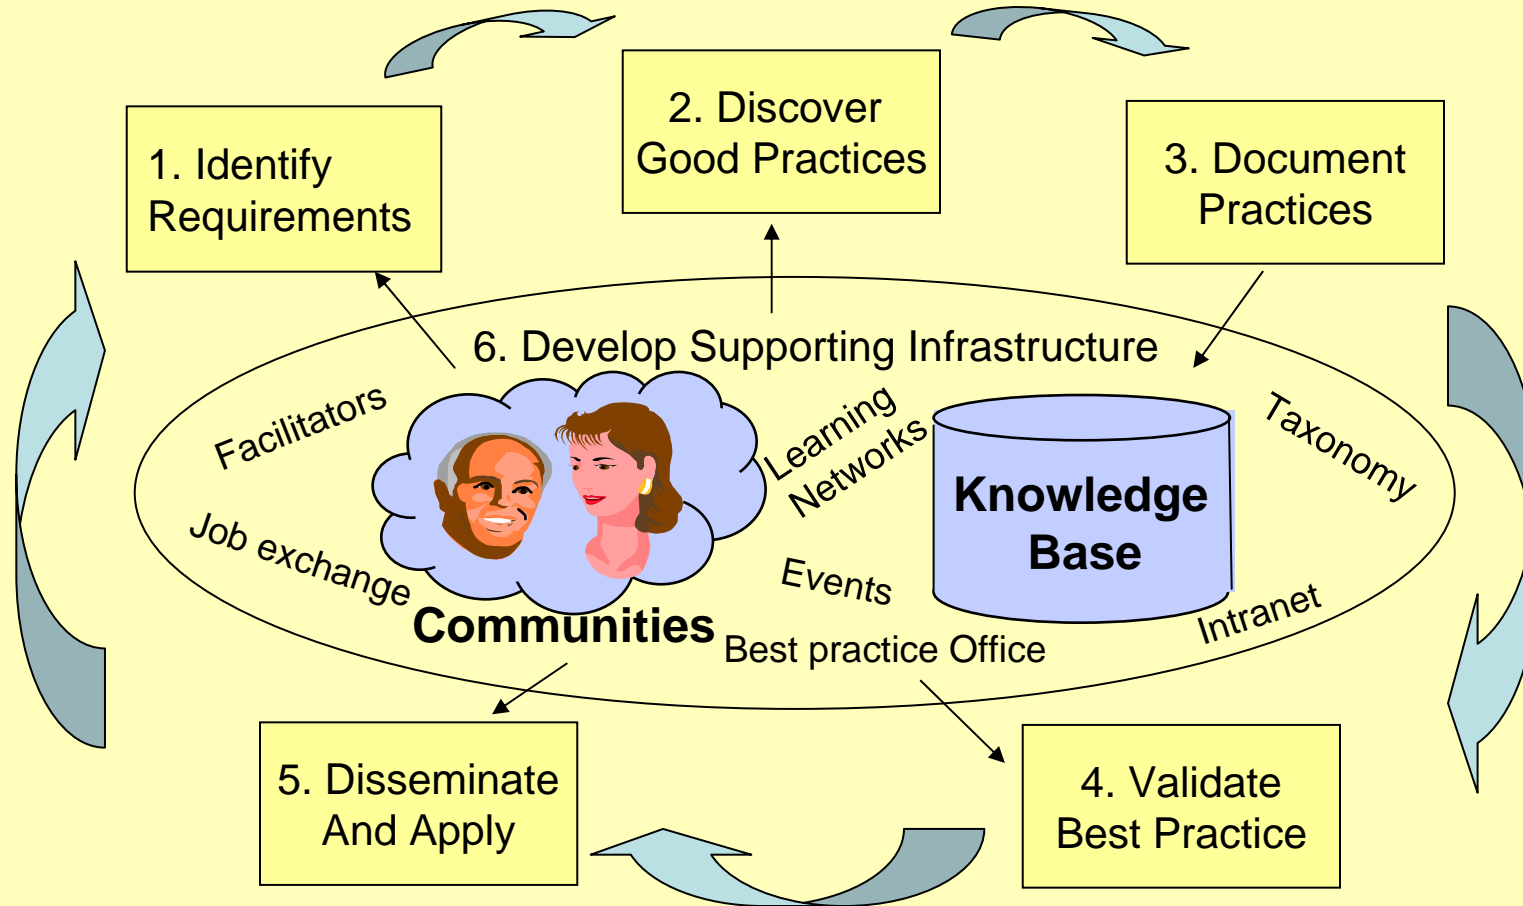 2. Discover
Good Practices
1. Identify
Requirements
3. Document
Practices
6. Develop Supporting Infrastructure
Facilitators
Learning
Networks
Taxonomy
Knowledge
Base
Job exchange
Events
Communities
Intranet
Best practice Office
5. Disseminate
And Apply
4. Validate
Best Practice